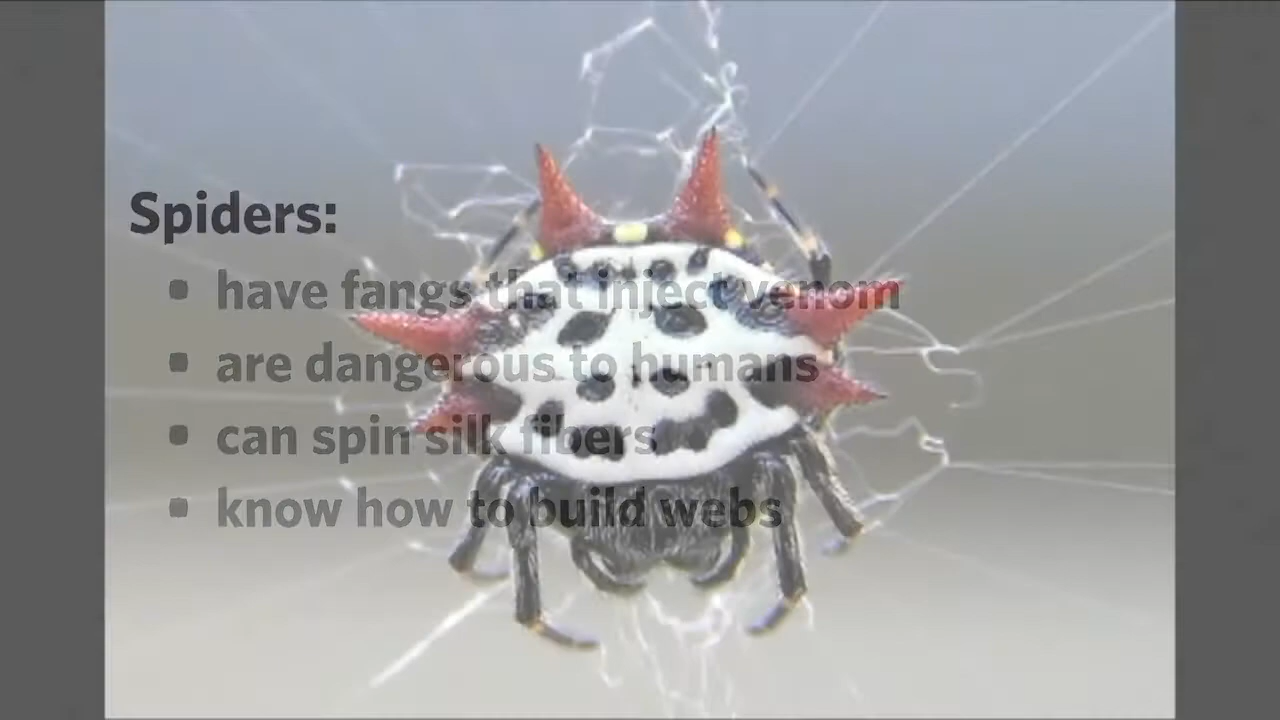 Spiders:
▪ have fangs that inject venom
▪ are dangerous to humans
▪ can spin silk fibers
▪ know how to build webs